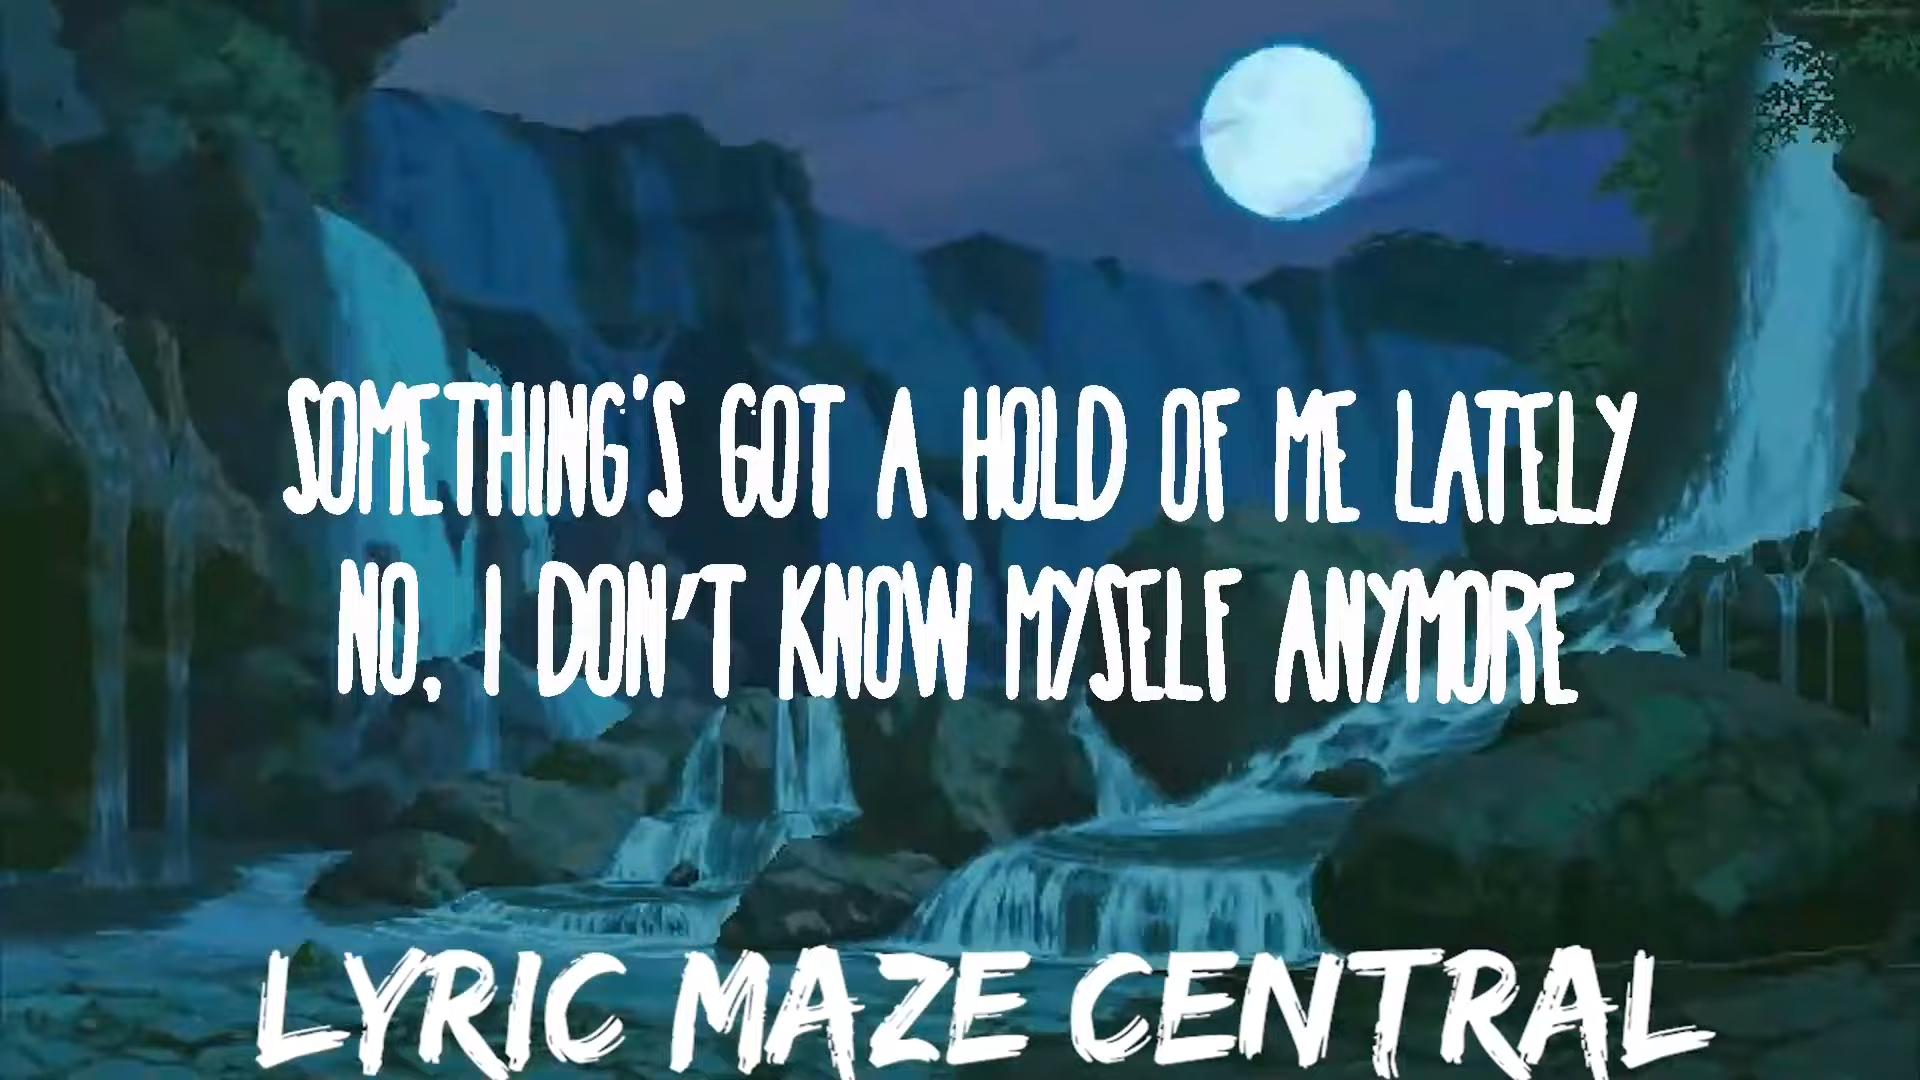 SOMETHING'S GOT A HOLD OF ME LATELY
NO, I DON'T KNOW MYSELF ANYMORE
LYRIC MAZE CENTRAL